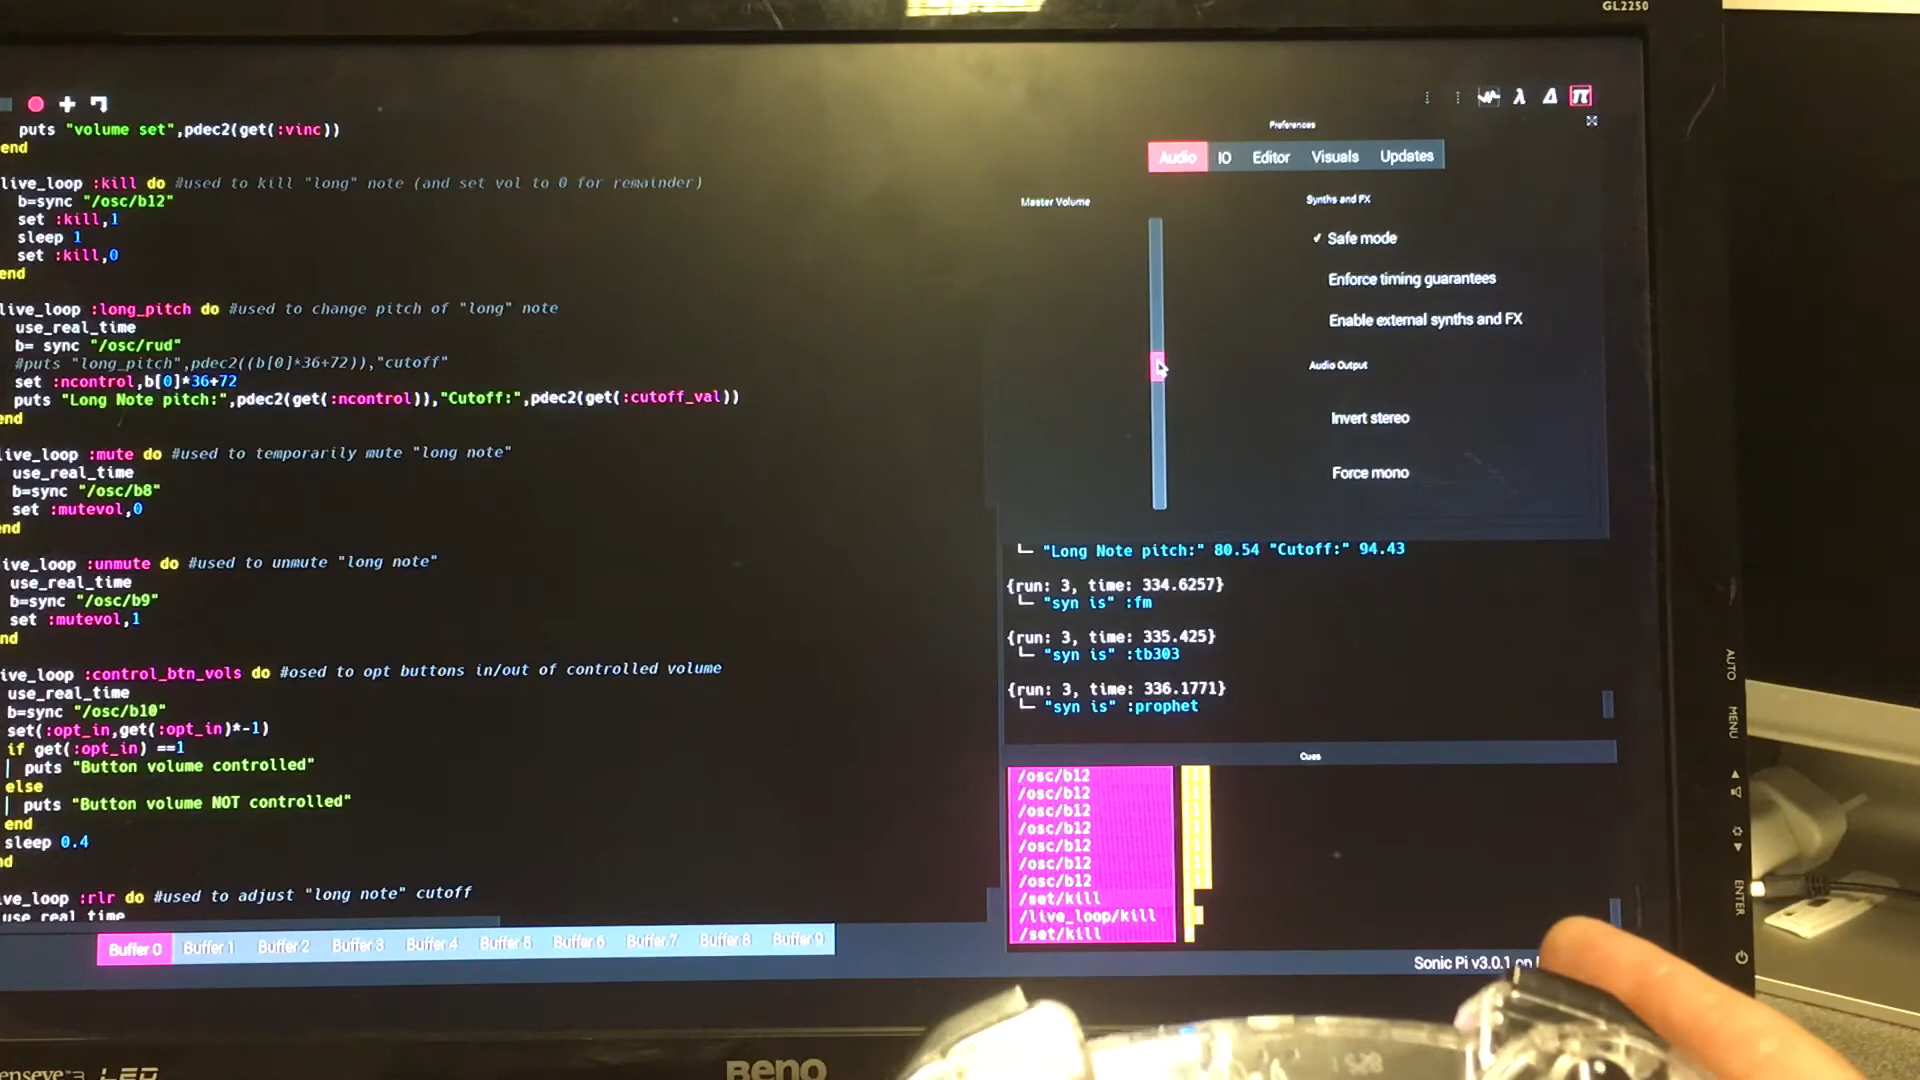 GL2250
puts "volume set",pdec2(get(:vinc))
end
live_loop :kill do #used to kill "long" note (and set vol to 0 for remainder)
b=sync "/osc/b12"
set :kill,1
sleep 1
set :kill,0
end
live_loop :long_pitch do #used to change pitch of "long" note
use_real_time
b= sync "/osc/rud"
#puts "long_pitch",pdec2((b[0]*36+72)),"cutoff"
set :ncontrol,b[0]*36+72
puts "Long Note pitch:",pdec2(get(:ncontrol)),"Cutoff:",pdec2(get(:cutoff_val))
end
live_loop :mute do #used to temporarily mute "long note"
use_real_time
b=sync "/osc/b8"
set :mutevol,0
end
ive_loop :unmute do #used to unmute "long note"
use_real_time
b=sync "/osc/b9"
set :mutevol,1
nd
ive_loop :control_btn_vols do #osed to opt buttons in/out of controlled volume
use_real_time
b=sync "/osc/b10"
set(:opt_in,get(:opt_in)*-1)
if get(:opt_in) ==1
puts "Button volume controlled"
else
puts "Button volume NOT controlled"
end
sleep 0.4
nd
ve_loop :rlr do #used to adjust "long note" cutoff
use_real_time
Buffer 0 Buffer 1 Buffer 2 Buffer 3 Buffer 4 Buffer 5 Buffer 6 Buffer 7 Buffer 8 Buffer 9
λ Δ π
Preferences
Audio IO Editor Visuals Updates
Master Volume
Synths and FX
✓ Safe mode
Enforce timing guarantees
Enable external synths and FX
Audio Output
Invert stereo
Force mono
"Long Note pitch:" 80.54 "Cutoff:" 94.43
{run: 3, time: 334.6257}
"syn is" :fm
{run: 3, time: 335.425}
"syn is" :tb303
{run: 3, time: 336.1771}
"syn is" :prophet
Cues
/osc/b12
/osc/b12
/osc/b12
/osc/b12
/osc/b12
/osc/b12
/osc/b12
/set/kill
/live_loop/kill
/set/kill
Sonic Pi v3.0.1 on
AUTO
MENU
ENTER
BenQ
LED